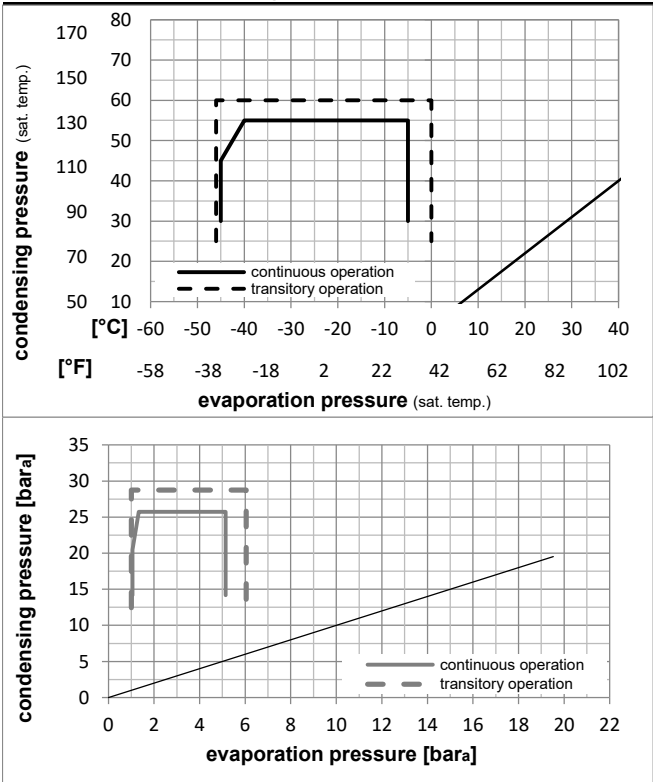 170 80
70
150
60
130
50
110
40
90
30
70
20
50 10
condensing pressure (sat. temp.)
continuous operation
transitory operation
[°C] -60 -50 -40 -30 -20 -10 0 10 20 30 40
[°F] -58 -38 -18 2 22 42 62 82 102
evaporation pressure (sat. temp.)
35
30
25
20
15
10
5
0
condensing pressure [bara]
continuous operation
transitory operation
0 2 4 6 8 10 12 14 16 18 20 22
evaporation pressure [bara]